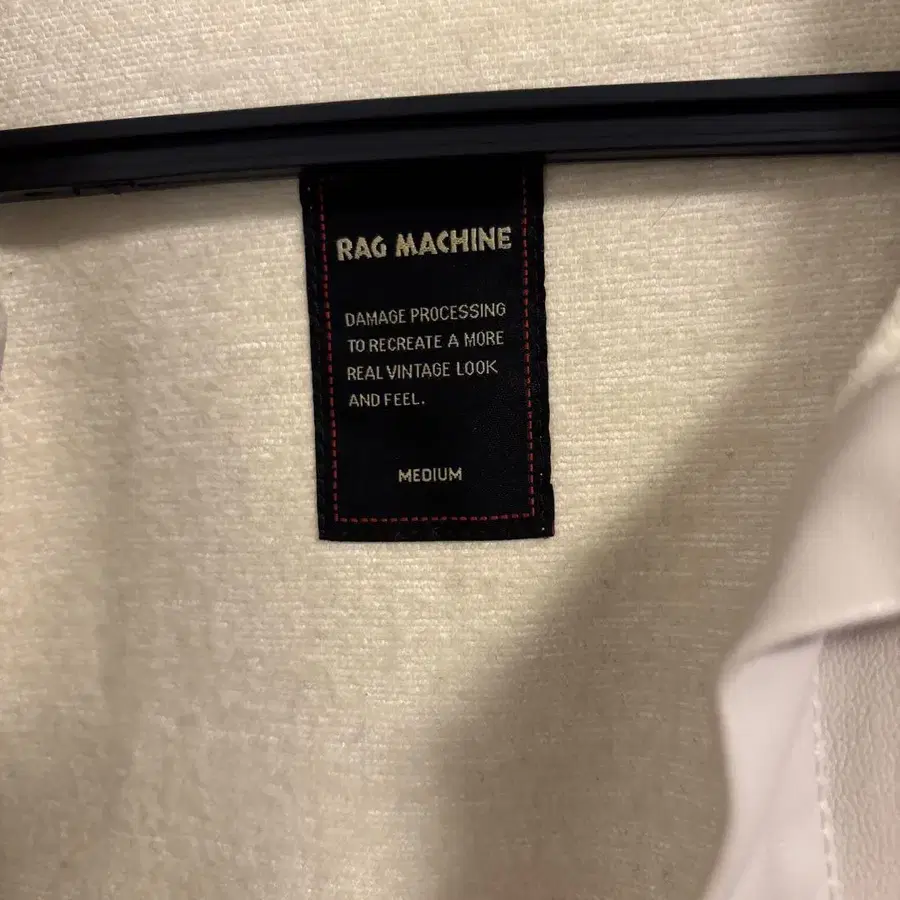 RAG MACHINE
DAMAGE PROCESSING
TO RECREATE A MORE
REAL VINTAGE LOOK
AND FEEL.
MEDIUM